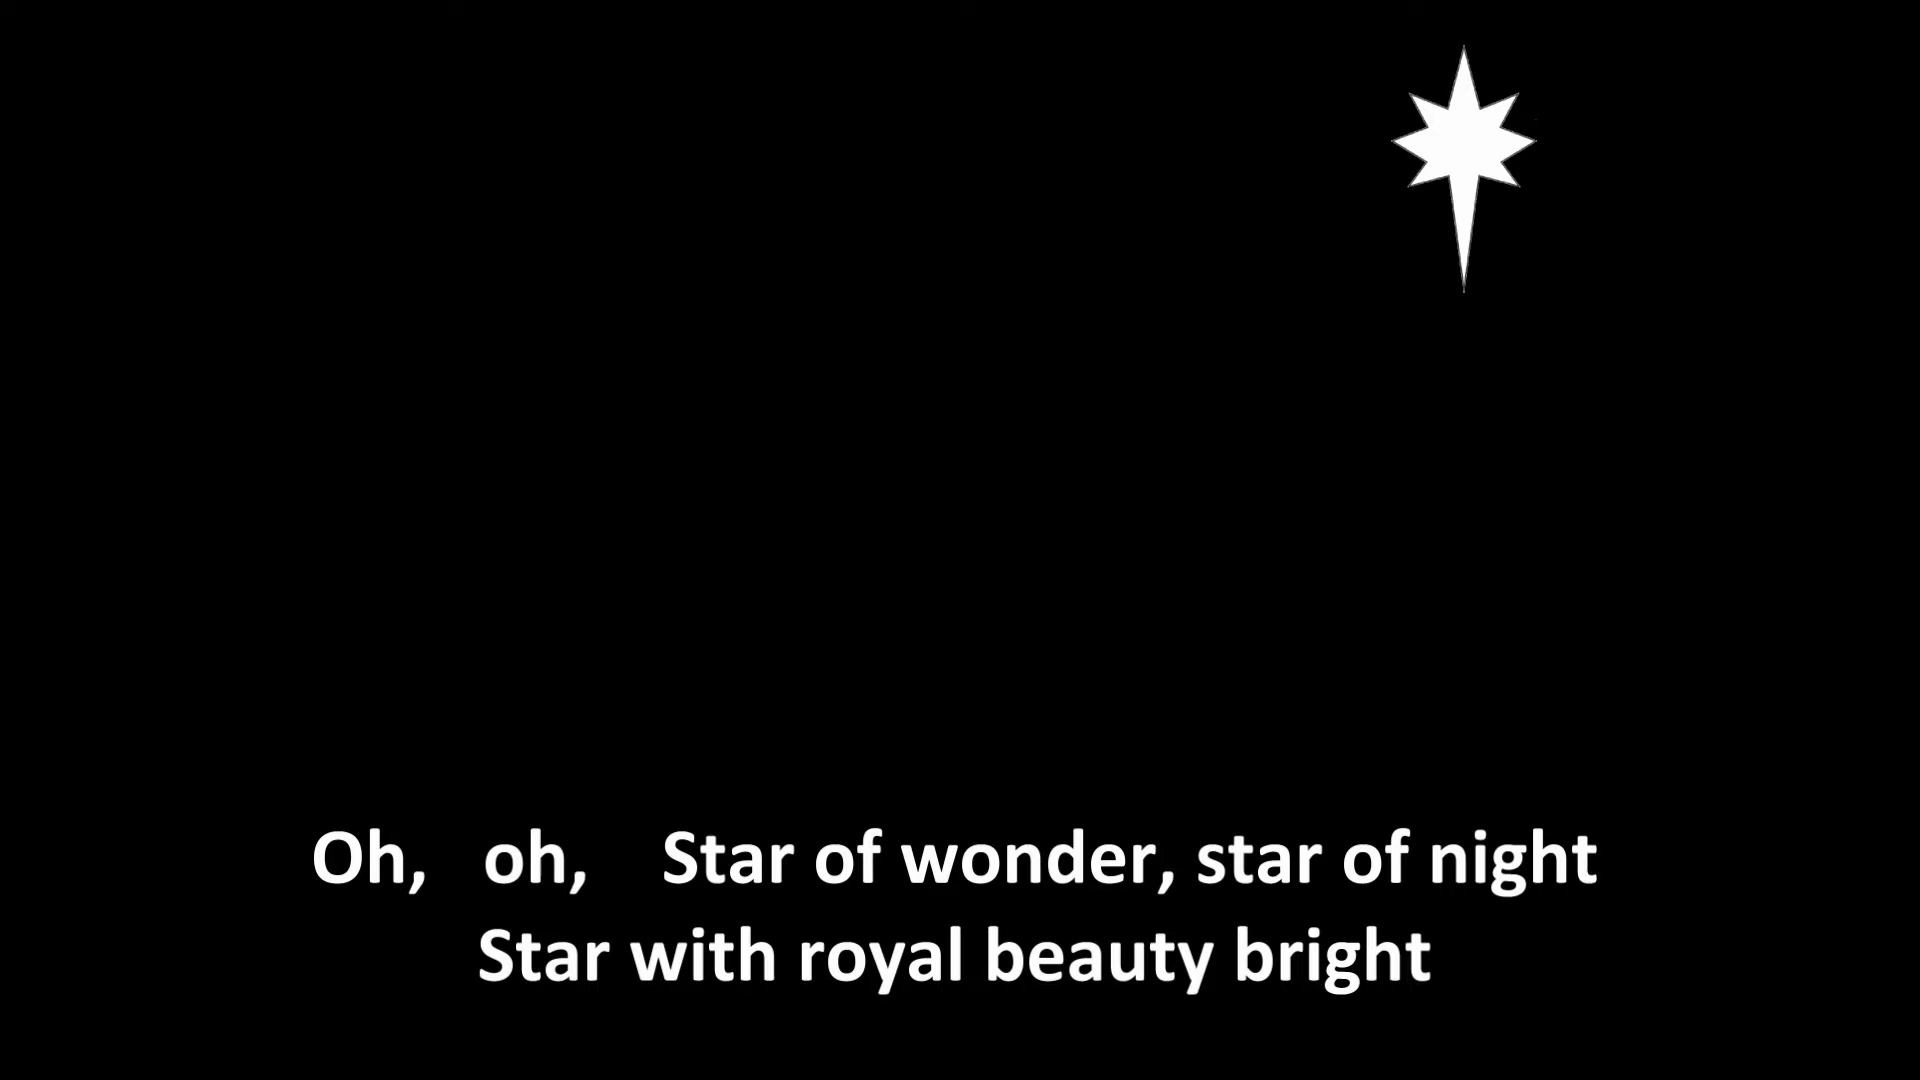 Oh, oh, Star of wonder, star of night
Star with royal beauty bright